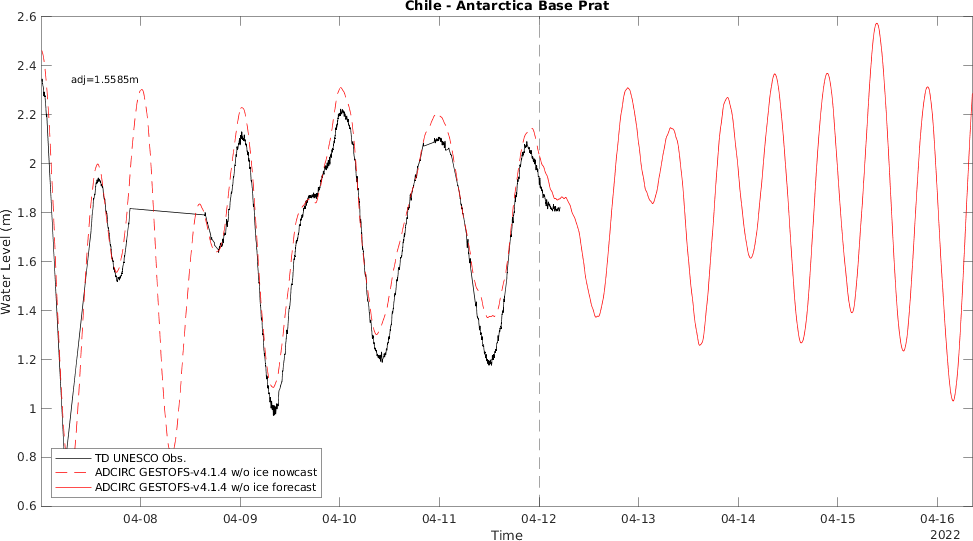 Chile - Antarctica Base Prat
2.6
2.4
adj=1.5585m
2.2
2
1.8
1.6
1.4
1.2
1
0.8
0.6
Water Level (m)
TD UNESCO Obs.
ADCIRC GESTOFS-v4.1.4 w/o ice nowcast
ADCIRC GESTOFS-v4.1.4 w/o ice forecast
04-08 04-09 04-10 04-11 04-12 04-13 04-14 04-15 04-16
Time
2022